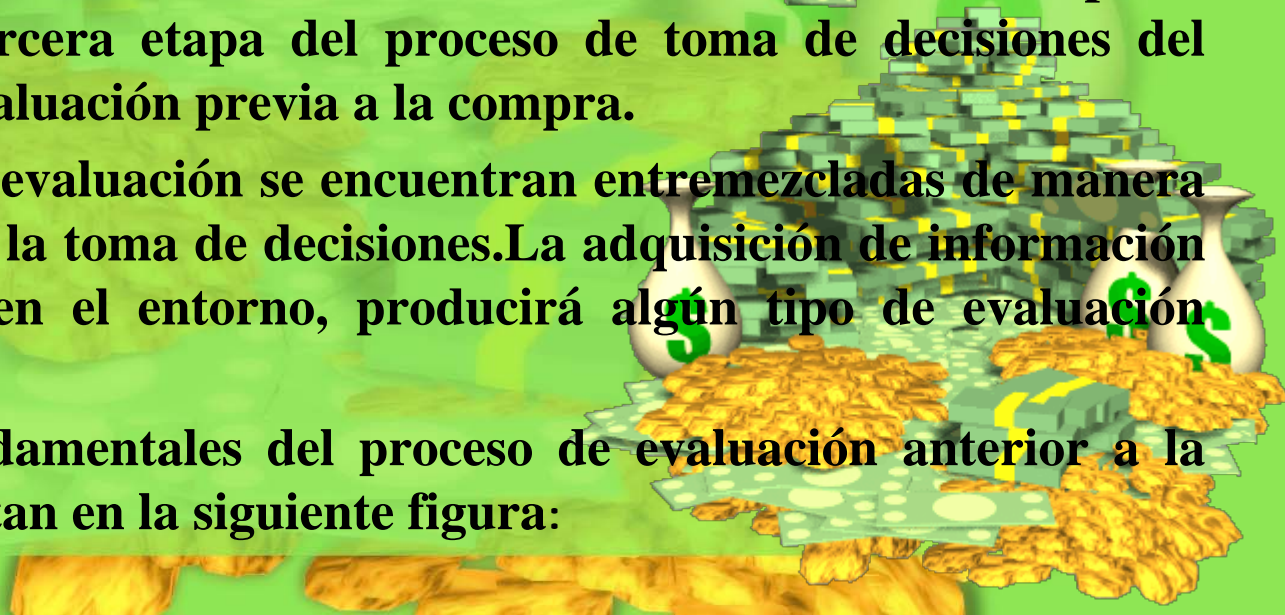 rcera etapa del proceso de toma de decisiones del
aluación previa a la compra.
evaluación se encuentran entremezcladas de manera
la toma de decisiones.La adquisición de información
en el entorno, producirá algún tipo de evaluación
damentales del proceso de evaluación anterior a la
tan en la siguiente figura:
$
$
$